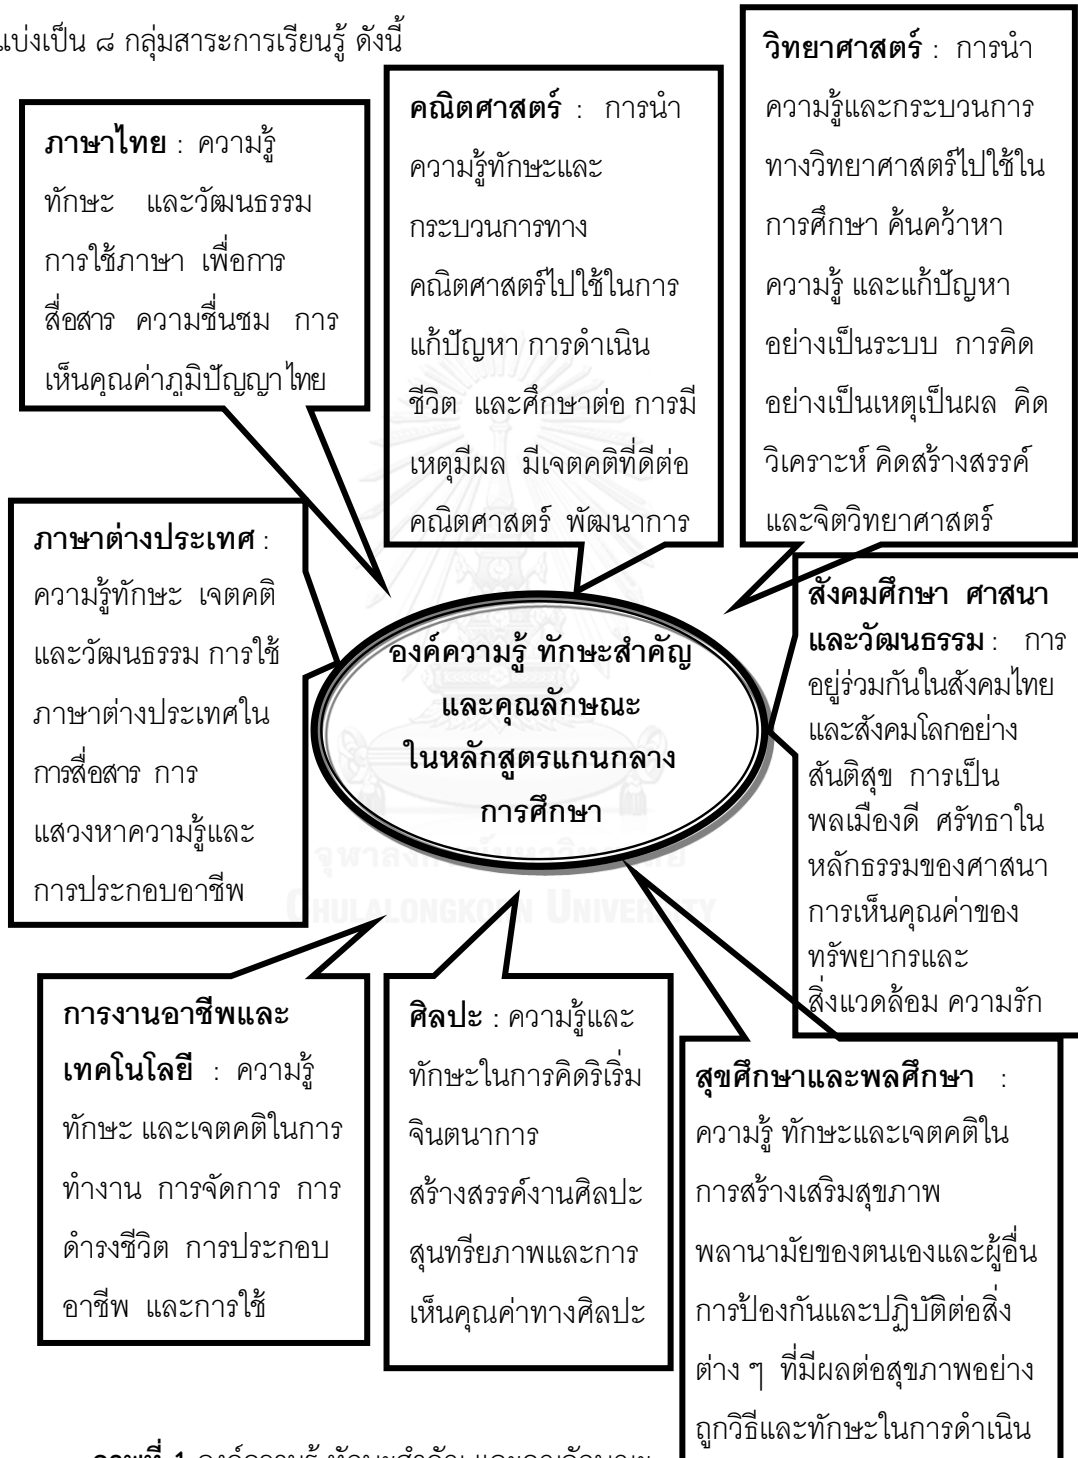 แบ่งเป็น ๘ กลุ่มสาระการเรียนรู้ ดังนี้
ภาษาไทย : ความรู้
ทักษะ และวัฒนธรรม
การใช้ภาษา เพื่อการ
สื่อสาร ความชื่นชม การ
เห็นคุณค่าภูมิปัญญาไทย
คณิตศาสตร์ : การนำ
ความรู้ทักษะและ
กระบวนการทาง
คณิตศาสตร์ไปใช้ในการ
แก้ปัญหา การดำเนิน
ชีวิต และศึกษาต่อ การมี
เหตุมีผล มีเจตคติที่ดีต่อ
คณิตศาสตร์ พัฒนาการ
วิทยาศาสตร์ : การนำ
ความรู้และกระบวนการ
ทางวิทยาศาสตร์ไปใช้ใน
การศึกษา ค้นคว้าหา
ความรู้ และแก้ปัญหา
อย่างเป็นระบบ การคิด
อย่างเป็นเหตุเป็นผล คิด
วิเคราะห์ คิดสร้างสรรค์
และจิตวิทยาศาสตร์
ภาษาต่างประเทศ :
ความรู้ทักษะ เจตคติ
และวัฒนธรรม การใช้
ภาษาต่างประเทศใน
การสื่อสาร การ
แสวงหาความรู้และ
การประกอบอาชีพ
องค์ความรู้ ทักษะสำคัญ
และคุณลักษณะ
ในหลักสูตรแกนกลาง
การศึกษา
สังคมศึกษา ศาสนา
และวัฒนธรรม : การ
อยู่ร่วมกันในสังคมไทย
และสังคมโลกอย่าง
สันติสุข การเป็น
พลเมืองดี ศรัทธาใน
หลักธรรมของศาสนา
การเห็นคุณค่าของ
ทรัพยากรและ
สิ่งแวดล้อม ความรัก
CHULALONGKORN UNIVERSITY
การงานอาชีพและ
เทคโนโลยี : ความรู้
ทักษะ และเจตคติในการ
ทำงาน การจัดการ การ
ดำรงชีวิต การประกอบ
อาชีพ และการใช้
ศิลปะ : ความรู้และ
ทักษะในการคิดริเริ่ม
จินตนาการ
สร้างสรรค์งานศิลปะ
สุนทรียภาพและการ
เห็นคุณค่าทางศิลปะ
สุขศึกษาและพลศึกษา :
ความรู้ ทักษะและเจตคติใน
การสร้างเสริมสุขภาพ
พลานามัยของตนเองและผู้อื่น
การป้องกันและปฏิบัติต่อสิ่ง
ต่าง ๆ ที่มีผลต่อสุขภาพอย่าง
ถูกวิธีและทักษะในการดำเนิน
ภาพที่ 1 องค์ความรู้ ทักษะสำคัญ และคุณลักษณะ